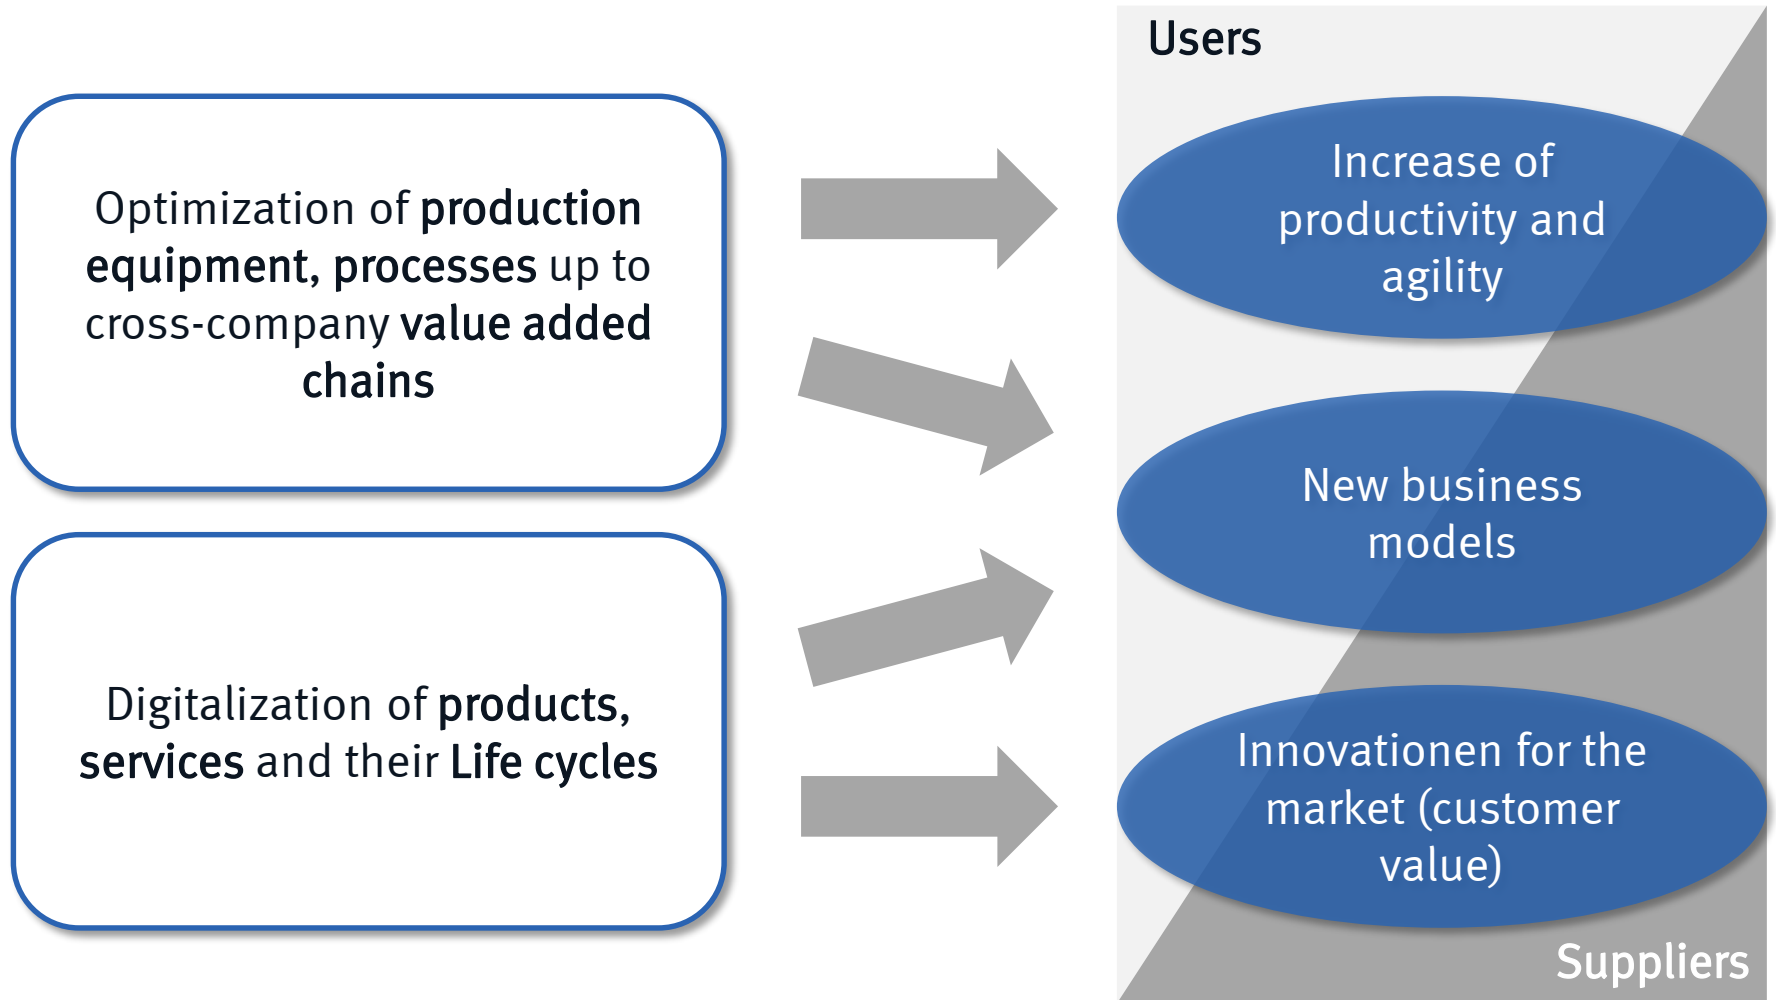 Optimization of production
equipment, processes up to
cross-company value added
chains
Digitalization of products,
services and their Life cycles
Users
Increase of
productivity and
agility
New business
models
Innovationen for the
market (customer
value)
Suppliers